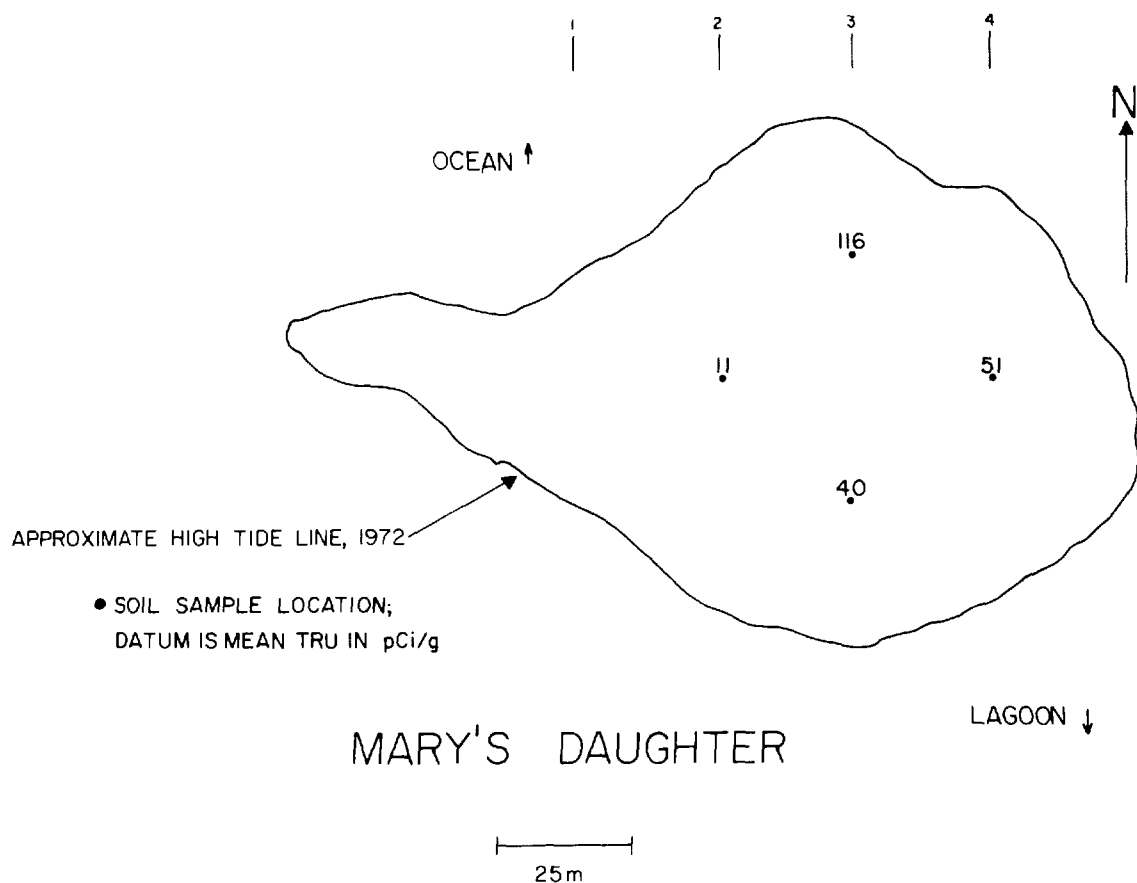 1 2 3 4
N
OCEAN
116
11
51
40
APPROXIMATE HIGH TIDE LINE, 1972
SOIL SAMPLE LOCATION;
DATUM IS MEAN TRU IN pCi/g
LAGOON
MARY'S DAUGHTER
25m